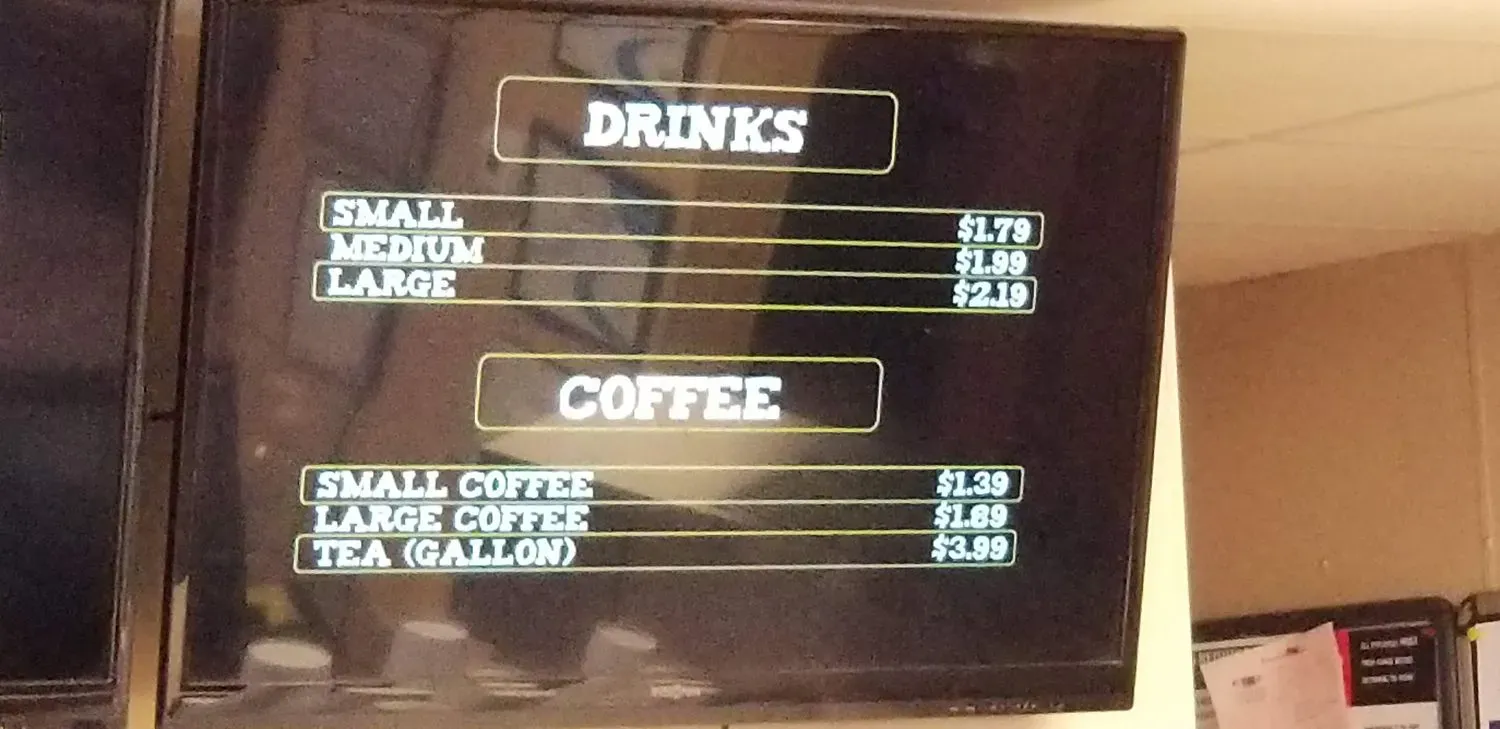 DRINKS
SMALL $1.79
MEDIUM $1.99
LARGE $2.19
COFFEE
SMALL COFFEE $1.39
LARGE COFFEE $1.89
TEA (GALLON) $3.99